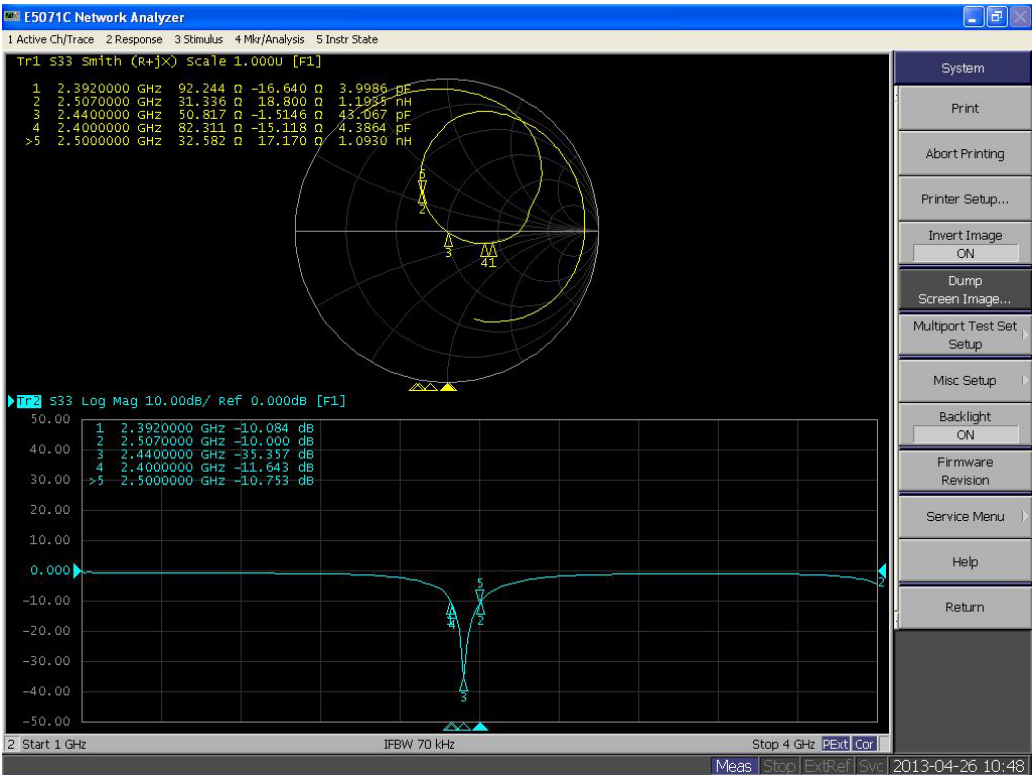 E5071C Network Analyzer
1 Active Ch/Trace 2 Response 3 Stimulus 4 Mkr/Analysis 5 Instr State
Tr1 S33 Smith (R+jX) Scale 1.000U [F1]
1 2.3920000 GHz 92.244 Ω -16.640 Ω 3.9986 pF
2 2.5070000 GHz 31.336 Ω 18.800 Ω 1.1935 nH
3 2.4400000 GHz 50.817 Ω -1.5146 Ω 43.067 pF
4 2.4000000 GHz 82.311 Ω -15.118 Ω 4.3864 pF
>5 2.5000000 GHz 32.582 Ω 17.170 Ω 1.0930 nH
5
2
3
41
Tr2 S33 Log Mag 10.00dB/ Ref 0.000dB [F1]
50.00
1 2.3920000 GHz -10.084 dB
2 2.5070000 GHz -10.000 dB
3 2.4400000 GHz -35.357 dB
4 2.4000000 GHz -11.643 dB
>5 2.5000000 GHz -10.753 dB
40.00
30.00
20.00
10.00
0.000
-10.00
-20.00
-30.00
-40.00
-50.00
5
2
4
2
3
2 Start 1 GHz IFBW 70 kHz Stop 4 GHz PExt Cor
System
Print
Abort Printing
Printer Setup...
Invert Image
ON
Dump
Screen Image...
Multiport Test Set
Setup
Misc Setup
Backlight
ON
Firmware
Revision
Service Menu
Help
Return
Meas Stop ExtRef Svc 2013-04-26 10:48